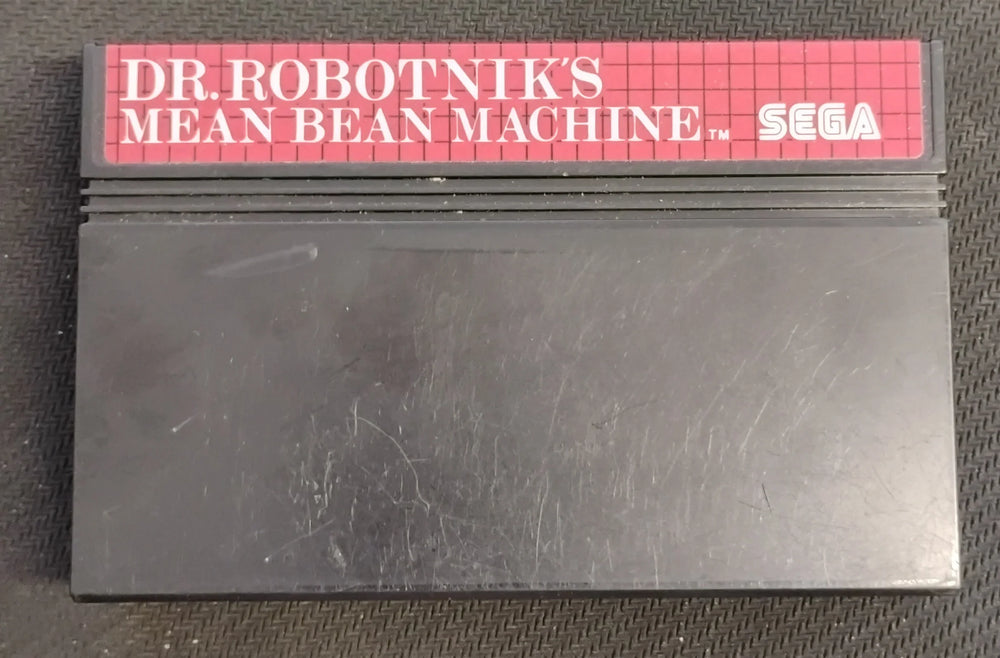 DR. ROBOTNIK'S
MEAN BEAN MACHINE™
SEGA